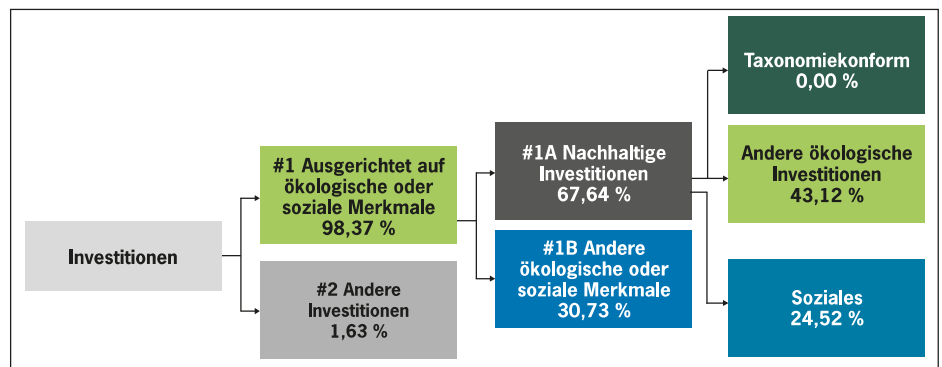 Investitionen
#1 Ausgerichtet auf
ökologische oder
soziale Merkmale
98,37 %
#2 Andere
Investitionen
1,63 %
#1A Nachhaltige
Investitionen
67,64 %
#1B Andere
ökologische oder
soziale Merkmale
30,73 %
Taxonomiekonform
0,00 %
Andere ökologische
Investitionen
43,12 %
Soziales
24,52 %